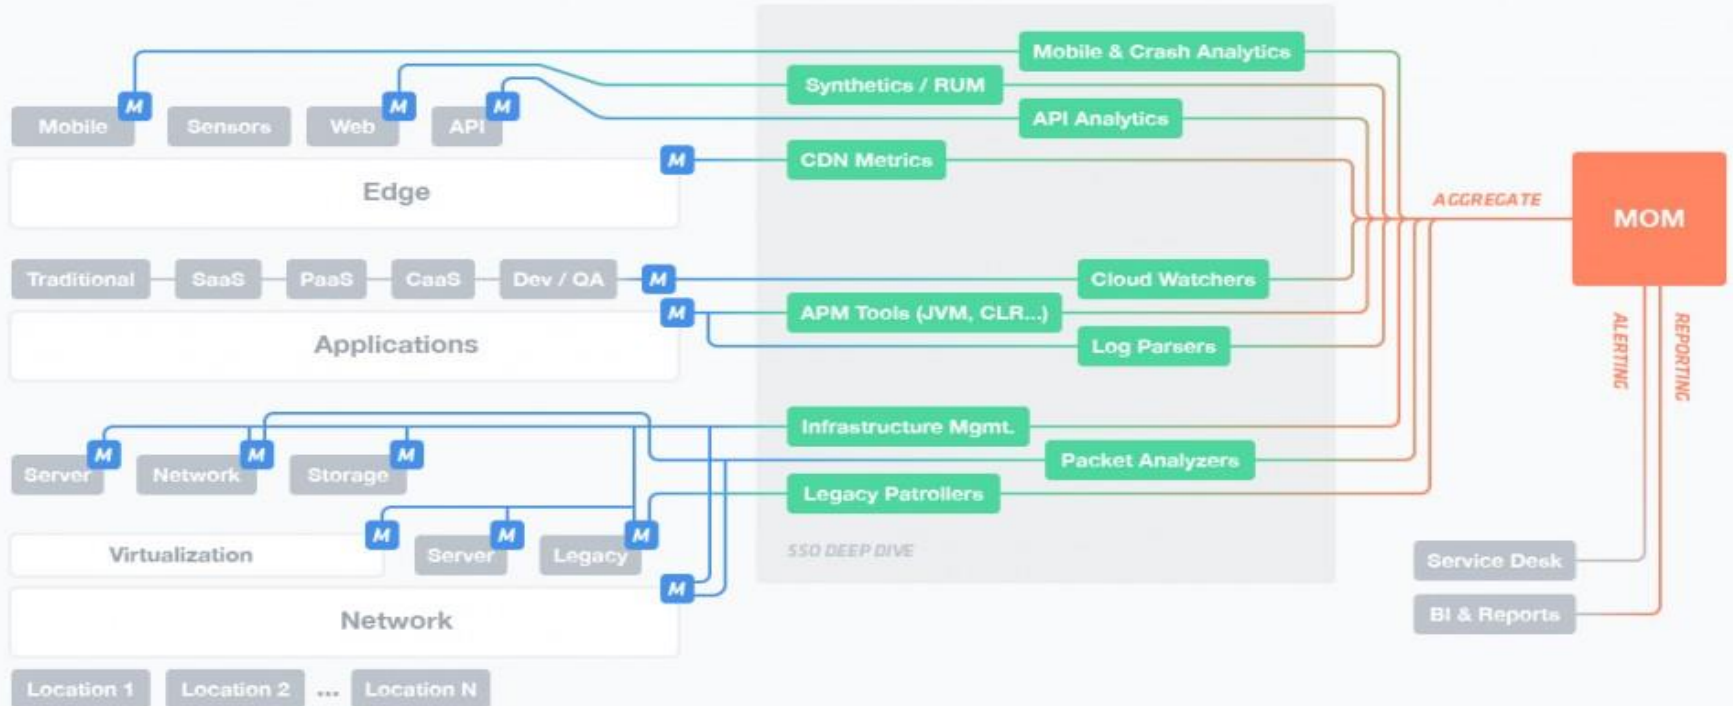 Mobile & Crash Analytics
Synthetics / RUM
M
M
M
Mobile
Sensors
Web
API
API Analytics
M
CDN Metrics
Edge
AGGREGATE
MOM
Traditional
SaaS
PaaS
CaaS
Dev / QA
M
Cloud Watchers
M
APM Tools (JVM, CLR...)
Applications
Log Parsers
ALERTING
REPORTING
Infrastructure Mgmt.
M
M
M
Server
Network
Storage
Packet Analyzers
Legacy Patrollers
M
M
M
Virtualization
Server
Legacy
SSO DEEP DIVE
Service Desk
M
Network
BI & Reports
Location 1
Location 2
...
Location N